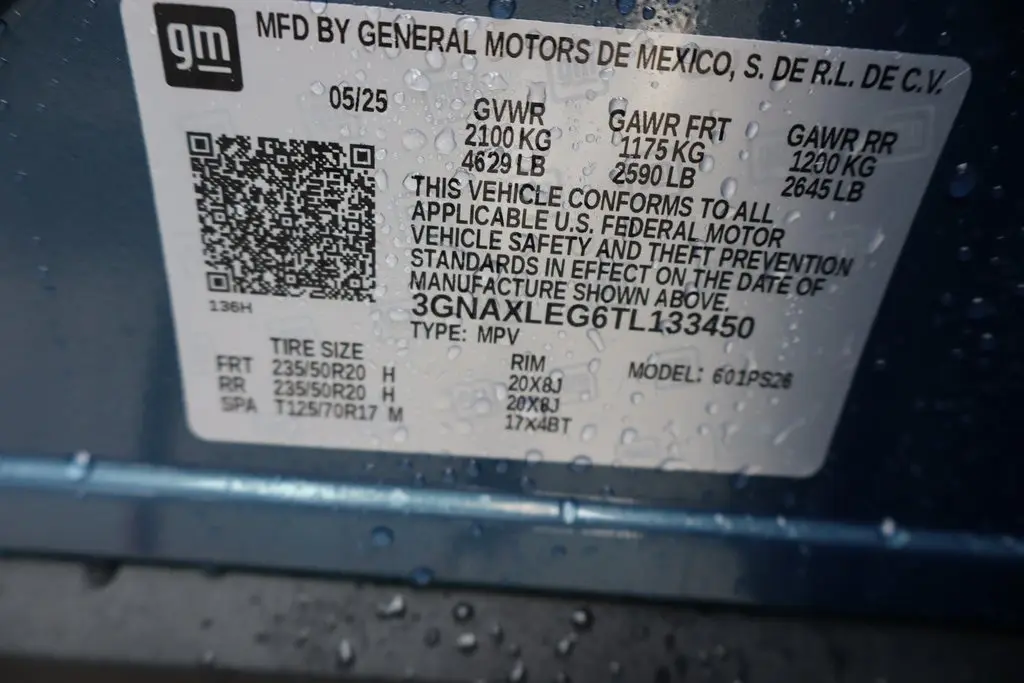 gm
MFD BY GENERAL MOTORS DE MEXICO, S. DE R.L. DE C.V.
05/25
GVWR GAWR FRT GAWR RR
2100 KG 1175 KG 1200 KG
4629 LB 2590 LB 2645 LB
THIS VEHICLE CONFORMS TO ALL
APPLICABLE U.S. FEDERAL MOTOR
VEHICLE SAFETY AND THEFT PREVENTION
STANDARDS IN EFFECT ON THE DATE OF
MANUFACTURE SHOWN ABOVE.
136H
3GNAXLEG6TL133450
TYPE: MPV
TIRE SIZE RIM MODEL: 601PS26
FRT 235/50R20 H 20X8J
RR 235/50R20 H 20X8J
SPA T125/70R17 M 17X4BT